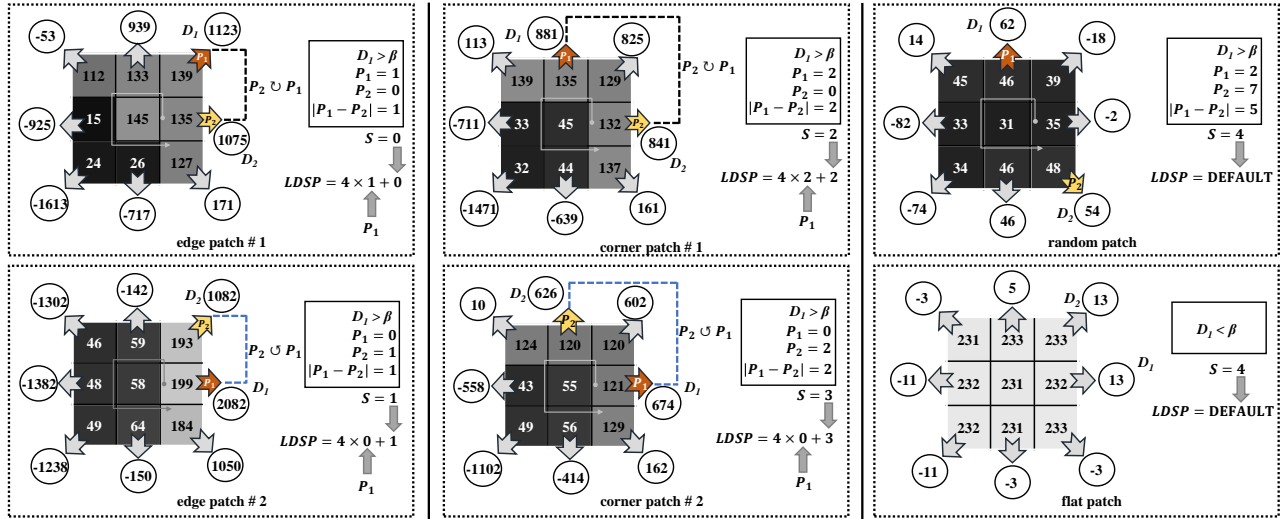 -53
939
D₁
1123
P₁
112
133
139
P₂ ↻ P₁
-925
15
145
135
P₂
1075
D₂
24
26
127
-1613
-717
171
D₁ > β
P₁ = 1
P₂ = 0
|P₁ − P₂| = 1
S = 0
LDSP = 4 × 1 + 0
P₁
edge patch # 1
113
D₁
881
825
P₁
139
135
129
P₂ ↻ P₁
-711
33
45
132
P₂
841
D₂
32
44
137
-1471
-639
161
D₁ > β
P₁ = 2
P₂ = 0
|P₁ − P₂| = 2
S = 2
LDSP = 4 × 2 + 2
P₁
corner patch # 1
14
D₁
62
-18
P₁
45
46
39
-82
33
31
35
-2
34
46
48
P₂
-74
46
D₂
54
D₁ > β
P₁ = 2
P₂ = 7
|P₁ − P₂| = 5
S = 4
LDSP = DEFAULT
random patch
-1302
-142
D₂
1082
P₂
46
59
193
P₂ ↺ P₁
-1382
48
58
199
P₁
D₁
2082
49
64
184
-1238
-150
1050
D₁ > β
P₁ = 0
P₂ = 1
|P₁ − P₂| = 1
S = 1
LDSP = 4 × 0 + 1
P₁
edge patch # 2
10
D₂
626
602
P₂
124
120
120
P₂ ↺ P₁
-558
43
55
121
P₁
674
D₁
49
56
129
-1102
-414
162
D₁ > β
P₁ = 0
P₂ = 2
|P₁ − P₂| = 2
S = 3
LDSP = 4 × 0 + 3
P₁
corner patch # 2
-3
5
D₂
13
231
233
233
D₁
-11
232
231
232
13
232
231
233
-11
-3
-3
D₁ < β
S = 4
LDSP = DEFAULT
flat patch